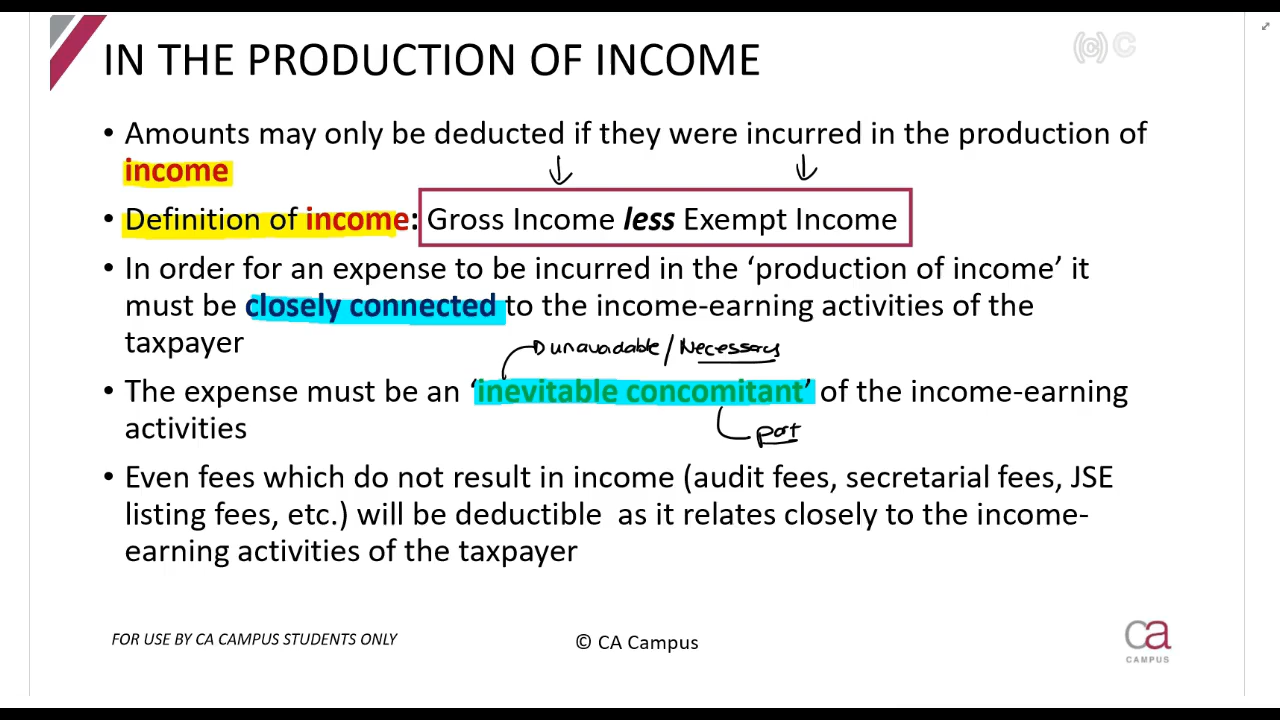 IN THE PRODUCTION OF INCOME
((c)) C
• Amounts may only be deducted if they were incurred in the production of
income
• Definition of income: Gross Income less Exempt Income
• In order for an expense to be incurred in the ‘production of income’ it
must be closely connected to the income-earning activities of the
taxpayer
unavoidable / Necessary
• The expense must be an ‘inevitable concomitant’ of the income-earning
activities
part
• Even fees which do not result in income (audit fees, secretarial fees, JSE
listing fees, etc.) will be deductible as it relates closely to the income-
earning activities of the taxpayer
FOR USE BY CA CAMPUS STUDENTS ONLY
© CA Campus
ca
CAMPUS